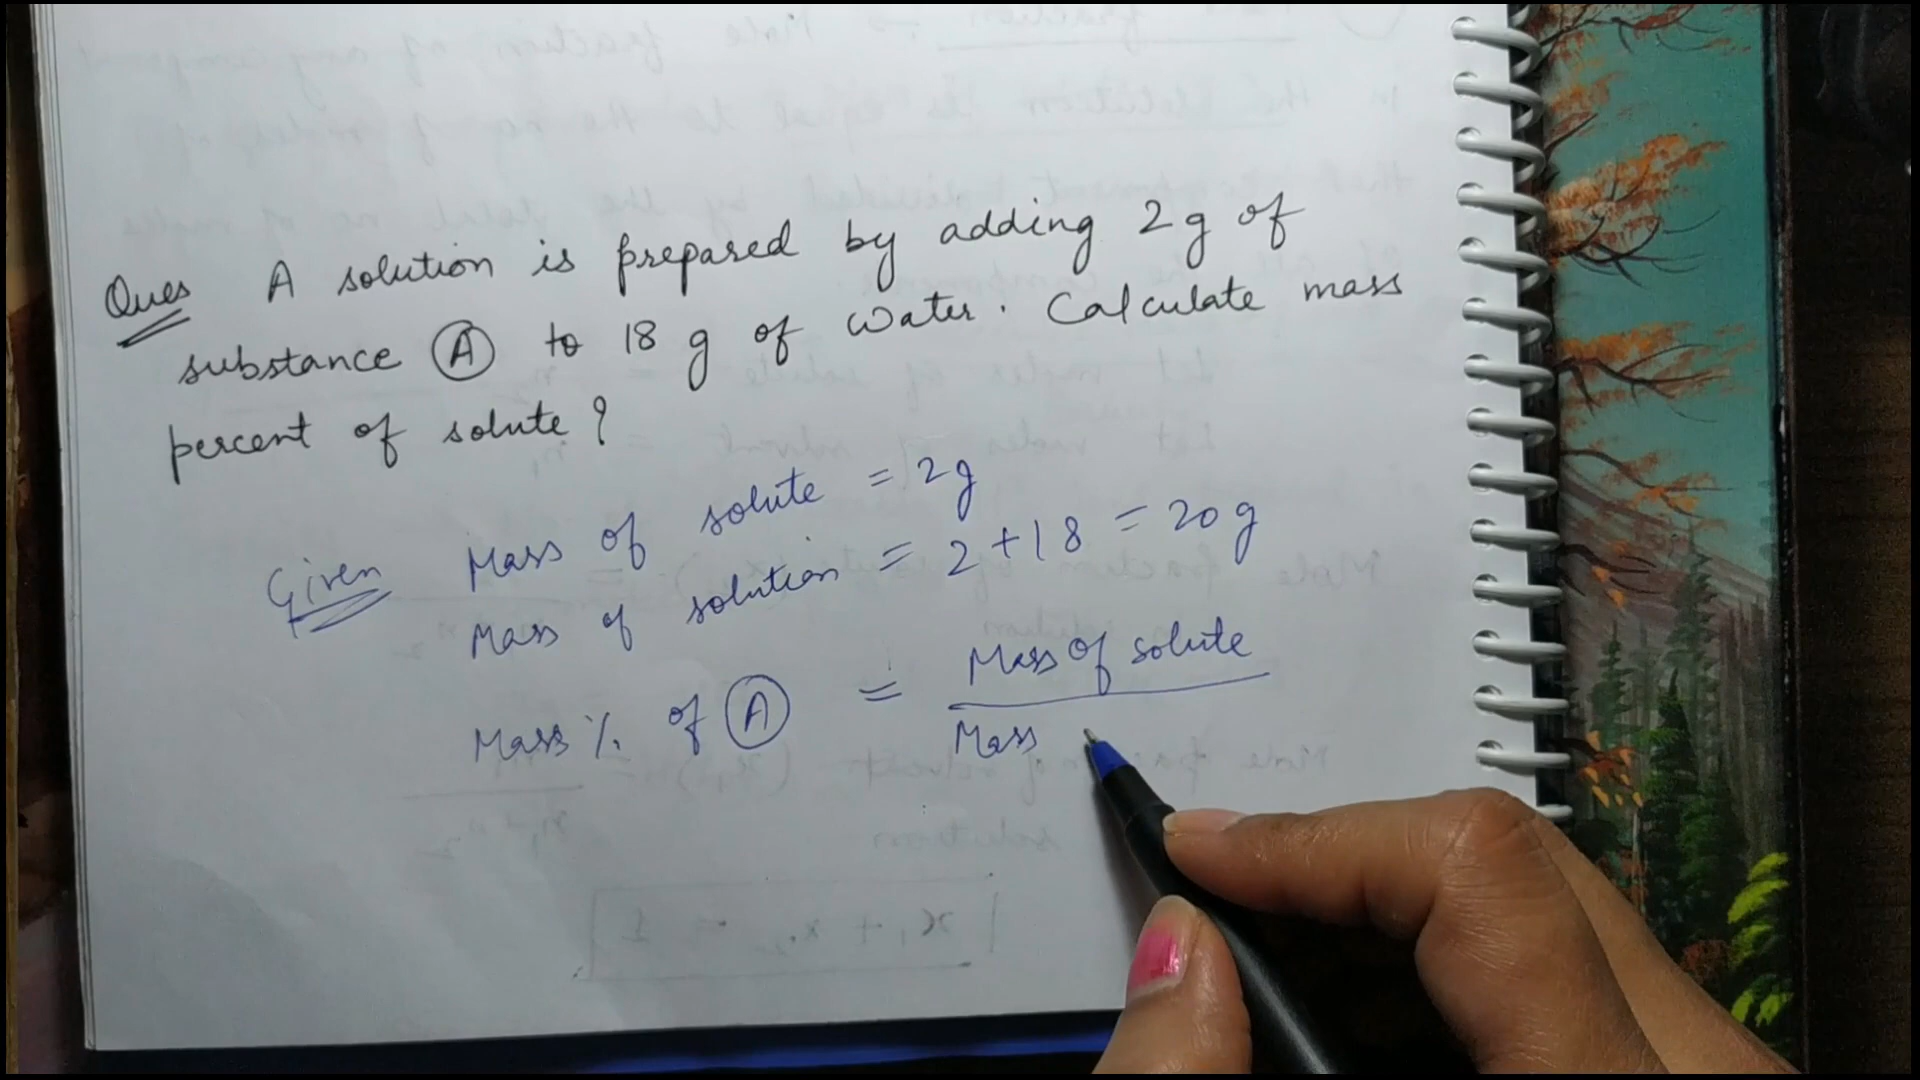 Ques A solution is prepared by adding 2g of
substance A to 18 g of water. Calculate mass
percent of solute?
Given Mass of solute = 2g
Mass of solution = 2+18 = 20g
Mass % of A = Mass of solute
Mass